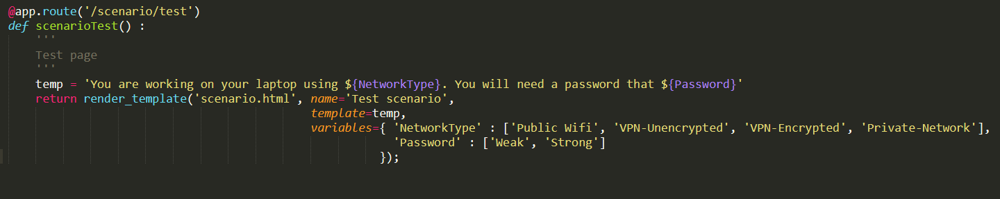 @app.route('/scenario/test')
def scenarioTest() :
    '''
    Test page
    '''
    temp = 'You are working on your laptop using ${NetworkType}. You will need a password that ${Password}'
    return render_template('scenario.html', name='Test scenario',
                                            template=temp,
                                            variables={ 'NetworkType' : ['Public Wifi', 'VPN-Unencrypted', 'VPN-Encrypted', 'Private-Network'],
                                                        'Password' : ['Weak', 'Strong']
                                                      });